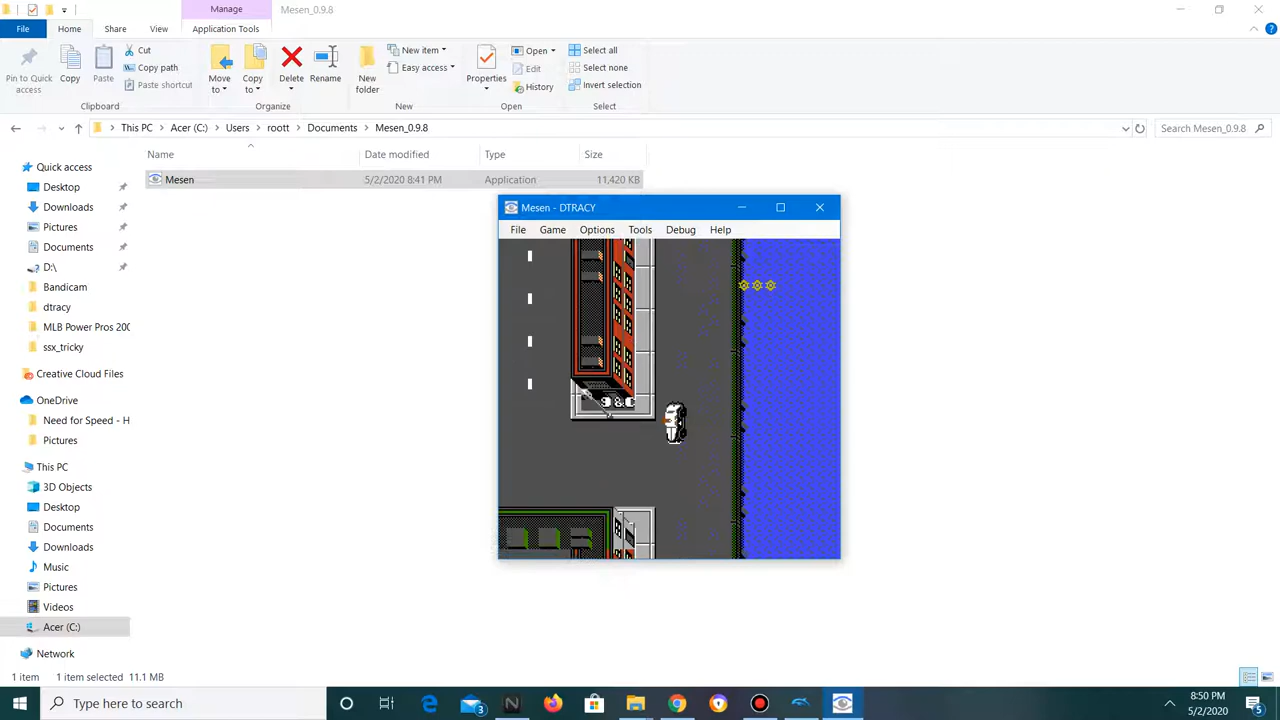 Manage
Mesen_0.9.8
File
Home
Share
View
Application Tools
Pin to Quick access
Copy
Paste
Cut
Copy path
Paste shortcut
Clipboard
Move to
Copy to
Delete
Rename
Organize
New item
Easy access
New folder
New
Properties
Open
Edit
History
Open
Select all
Select none
Invert selection
Select
This PC
Acer (C:)
Users
roott
Documents
Mesen_0.9.8
Search Mesen_0.9.8
Name
Date modified
Type
Size
Mesen
5/2/2020 8:41 PM
Application
11,420 KB
Quick access
Desktop
Downloads
Pictures
Documents
D:\
Bandicam
dtracy
MLB Power Pros 200
ssx_tricky
Creative Cloud Files
OneDrive
Need for Speed - H
Pictures
This PC
3D Objects
Desktop
Documents
Downloads
Music
Pictures
Videos
Acer (C:)
Network
Mesen - DTRACY
File
Game
Options
Tools
Debug
Help
1 item
1 item selected 11.1 MB
Type here to search
3
8:50 PM
5/2/2020
5